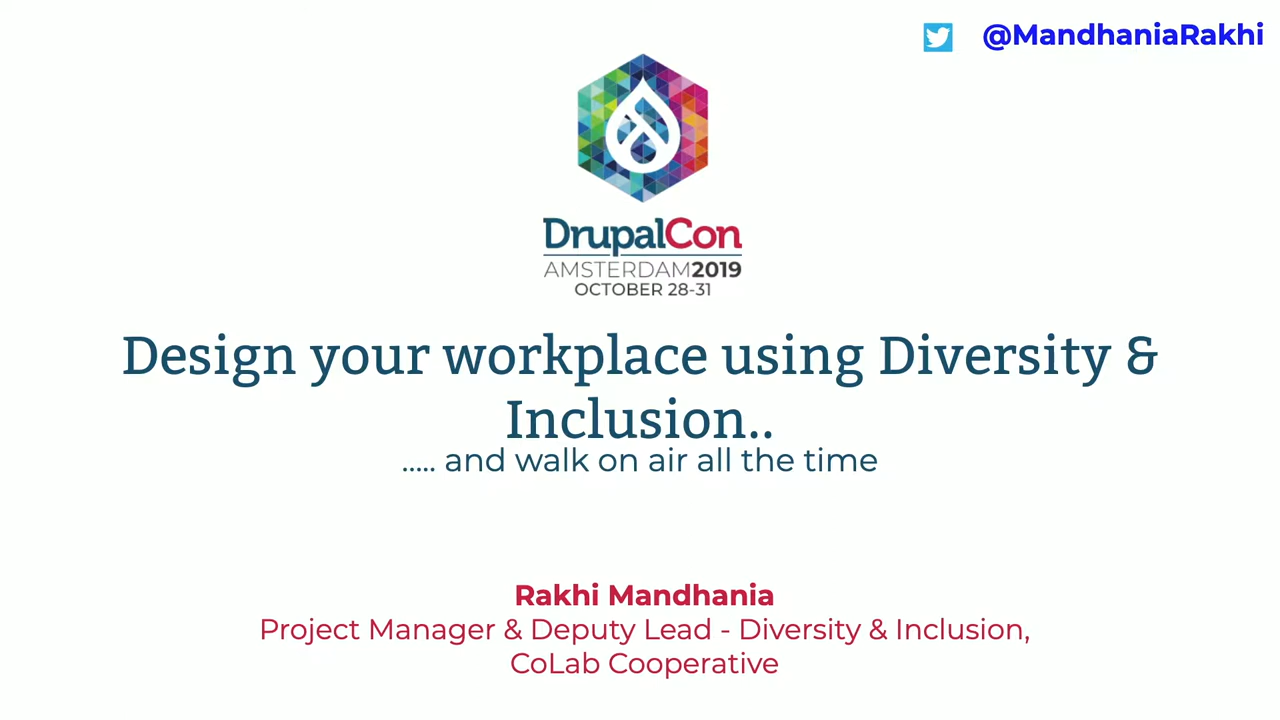 @MandhaniaRakhi
DrupalCon
AMSTERDAM2019
OCTOBER 28-31
Design your workplace using Diversity &
Inclusion..
..... and walk on air all the time
Rakhi Mandhania
Project Manager & Deputy Lead - Diversity & Inclusion,
CoLab Cooperative